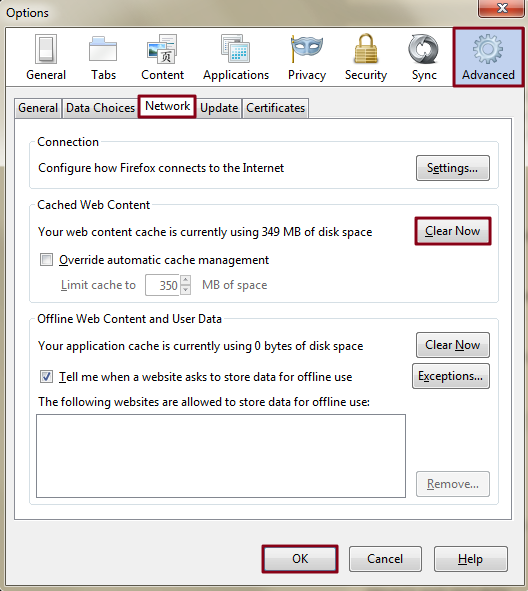 Options
General Tabs Content Applications Privacy Security Sync Advanced
General Data Choices Network Update Certificates
Connection
Configure how Firefox connects to the Internet Settings...
Cached Web Content
Your web content cache is currently using 349 MB of disk space Clear Now
Override automatic cache management
Limit cache to 350 MB of space
Offline Web Content and User Data
Your application cache is currently using 0 bytes of disk space Clear Now
Tell me when a website asks to store data for offline use Exceptions...
The following websites are allowed to store data for offline use:
Remove...
OK Cancel Help